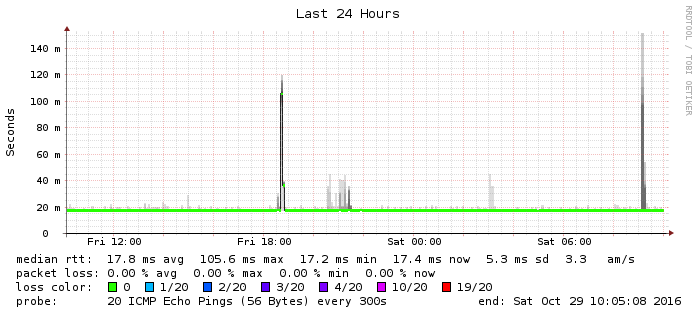 Last 24 Hours
RRDTOOL / TOBI OETIKER
Seconds
140 m
120 m
100 m
80 m
60 m
40 m
20 m
0
Fri 12:00 Fri 18:00 Sat 00:00 Sat 06:00
median rtt: 17.8 ms avg 105.6 ms max 17.2 ms min 17.4 ms now 5.3 ms sd 3.3 am/s
packet loss: 0.00 % avg 0.00 % max 0.00 % min 0.00 % now
loss color: 0 1/20 2/20 3/20 4/20 10/20 19/20
probe: 20 ICMP Echo Pings (56 Bytes) every 300s end: Sat Oct 29 10:05:08 2016